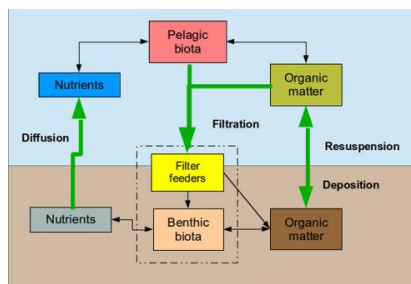 Pelagic
biota
Nutrients
Organic
matter
Diffusion
Filtration
Resuspension
Filter
feeders
Deposition
Nutrients
Benthic
biota
Organic
matter